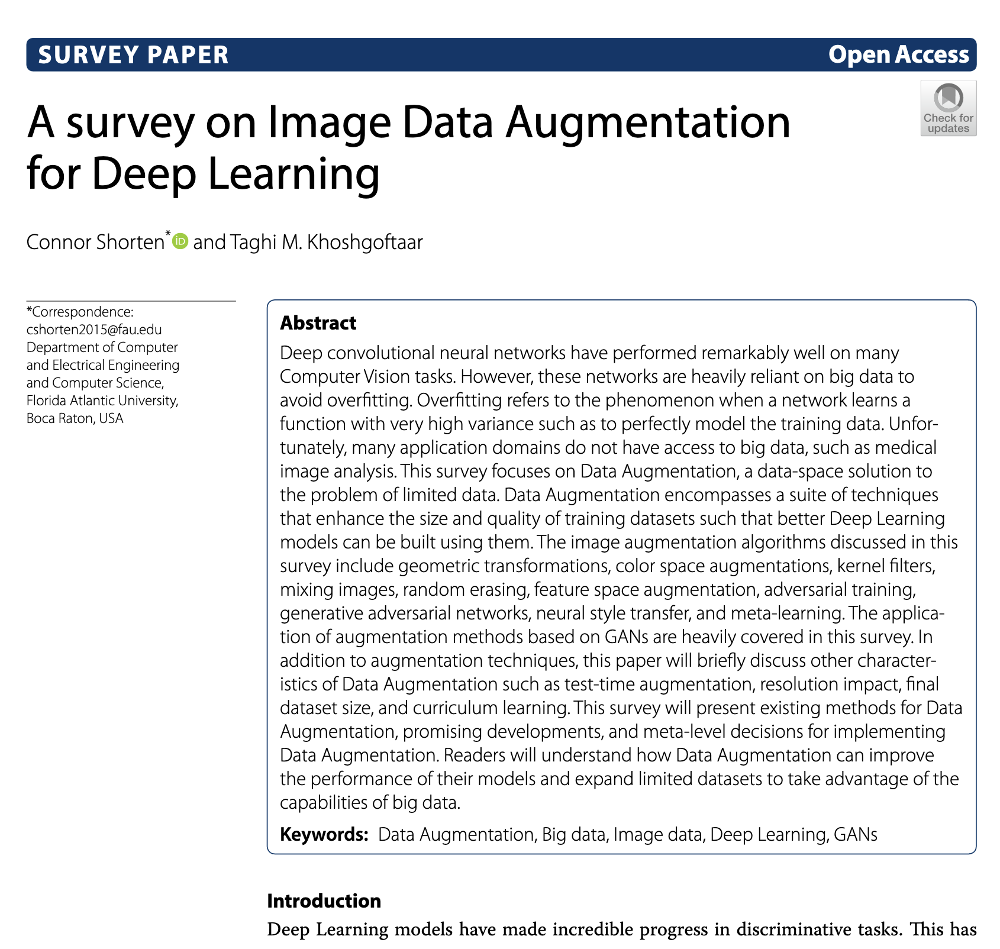 SURVEY PAPER
Open Access
Check for
updates
A survey on Image Data Augmentation
for Deep Learning
Connor Shorten* iD and Taghi M. Khoshgoftaar
*Correspondence:
cshorten2015@fau.edu
Department of Computer
and Electrical Engineering
and Computer Science,
Florida Atlantic University,
Boca Raton, USA
Abstract
Deep convolutional neural networks have performed remarkably well on many
Computer Vision tasks. However, these networks are heavily reliant on big data to
avoid overfitting. Overfitting refers to the phenomenon when a network learns a
function with very high variance such as to perfectly model the training data. Unfor-
tunately, many application domains do not have access to big data, such as medical
image analysis. This survey focuses on Data Augmentation, a data-space solution to
the problem of limited data. Data Augmentation encompasses a suite of techniques
that enhance the size and quality of training datasets such that better Deep Learning
models can be built using them. The image augmentation algorithms discussed in this
survey include geometric transformations, color space augmentations, kernel filters,
mixing images, random erasing, feature space augmentation, adversarial training,
generative adversarial networks, neural style transfer, and meta-learning. The applica-
tion of augmentation methods based on GANs are heavily covered in this survey. In
addition to augmentation techniques, this paper will briefly discuss other character-
istics of Data Augmentation such as test-time augmentation, resolution impact, final
dataset size, and curriculum learning. This survey will present existing methods for Data
Augmentation, promising developments, and meta-level decisions for implementing
Data Augmentation. Readers will understand how Data Augmentation can improve
the performance of their models and expand limited datasets to take advantage of the
capabilities of big data.
Keywords: Data Augmentation, Big data, Image data, Deep Learning, GANs
Introduction
Deep Learning models have made incredible progress in discriminative tasks. This has